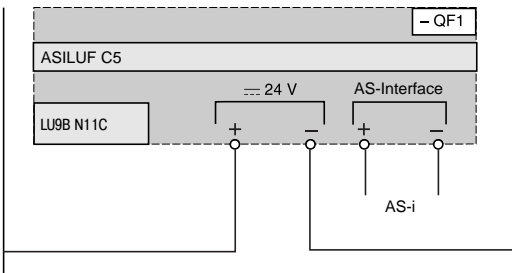 – QF1
ASILUF C5
⎓ 24 V AS-Interface
LU9B N11C
+ – + –
AS-i